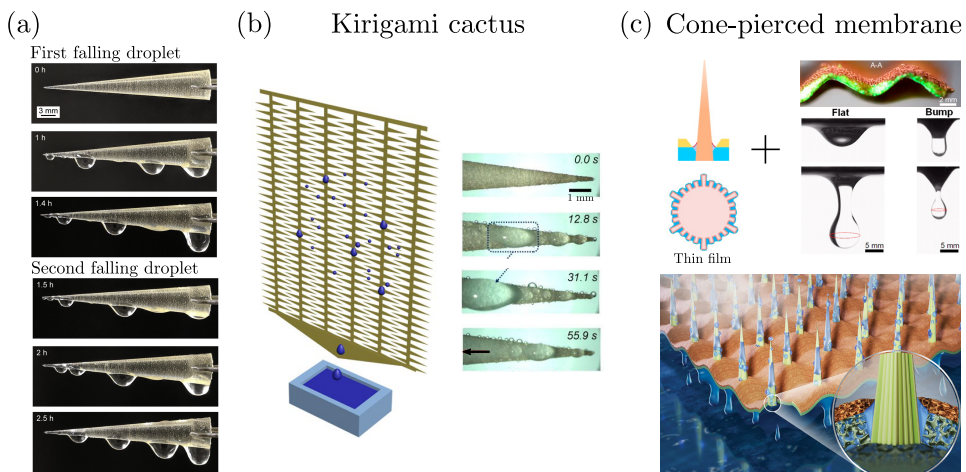 (a)
First falling droplet
0 h
3 mm
1 h
1.4 h
Second falling droplet
1.5 h
2 h
2.5 h
(b) Kirigami cactus
0.0 s
1 mm
12.8 s
31.1 s
55.9 s
(c) Cone-pierced membrane
Thin film
A-A
2 mm
Flat Bump
5 mm 5 mm